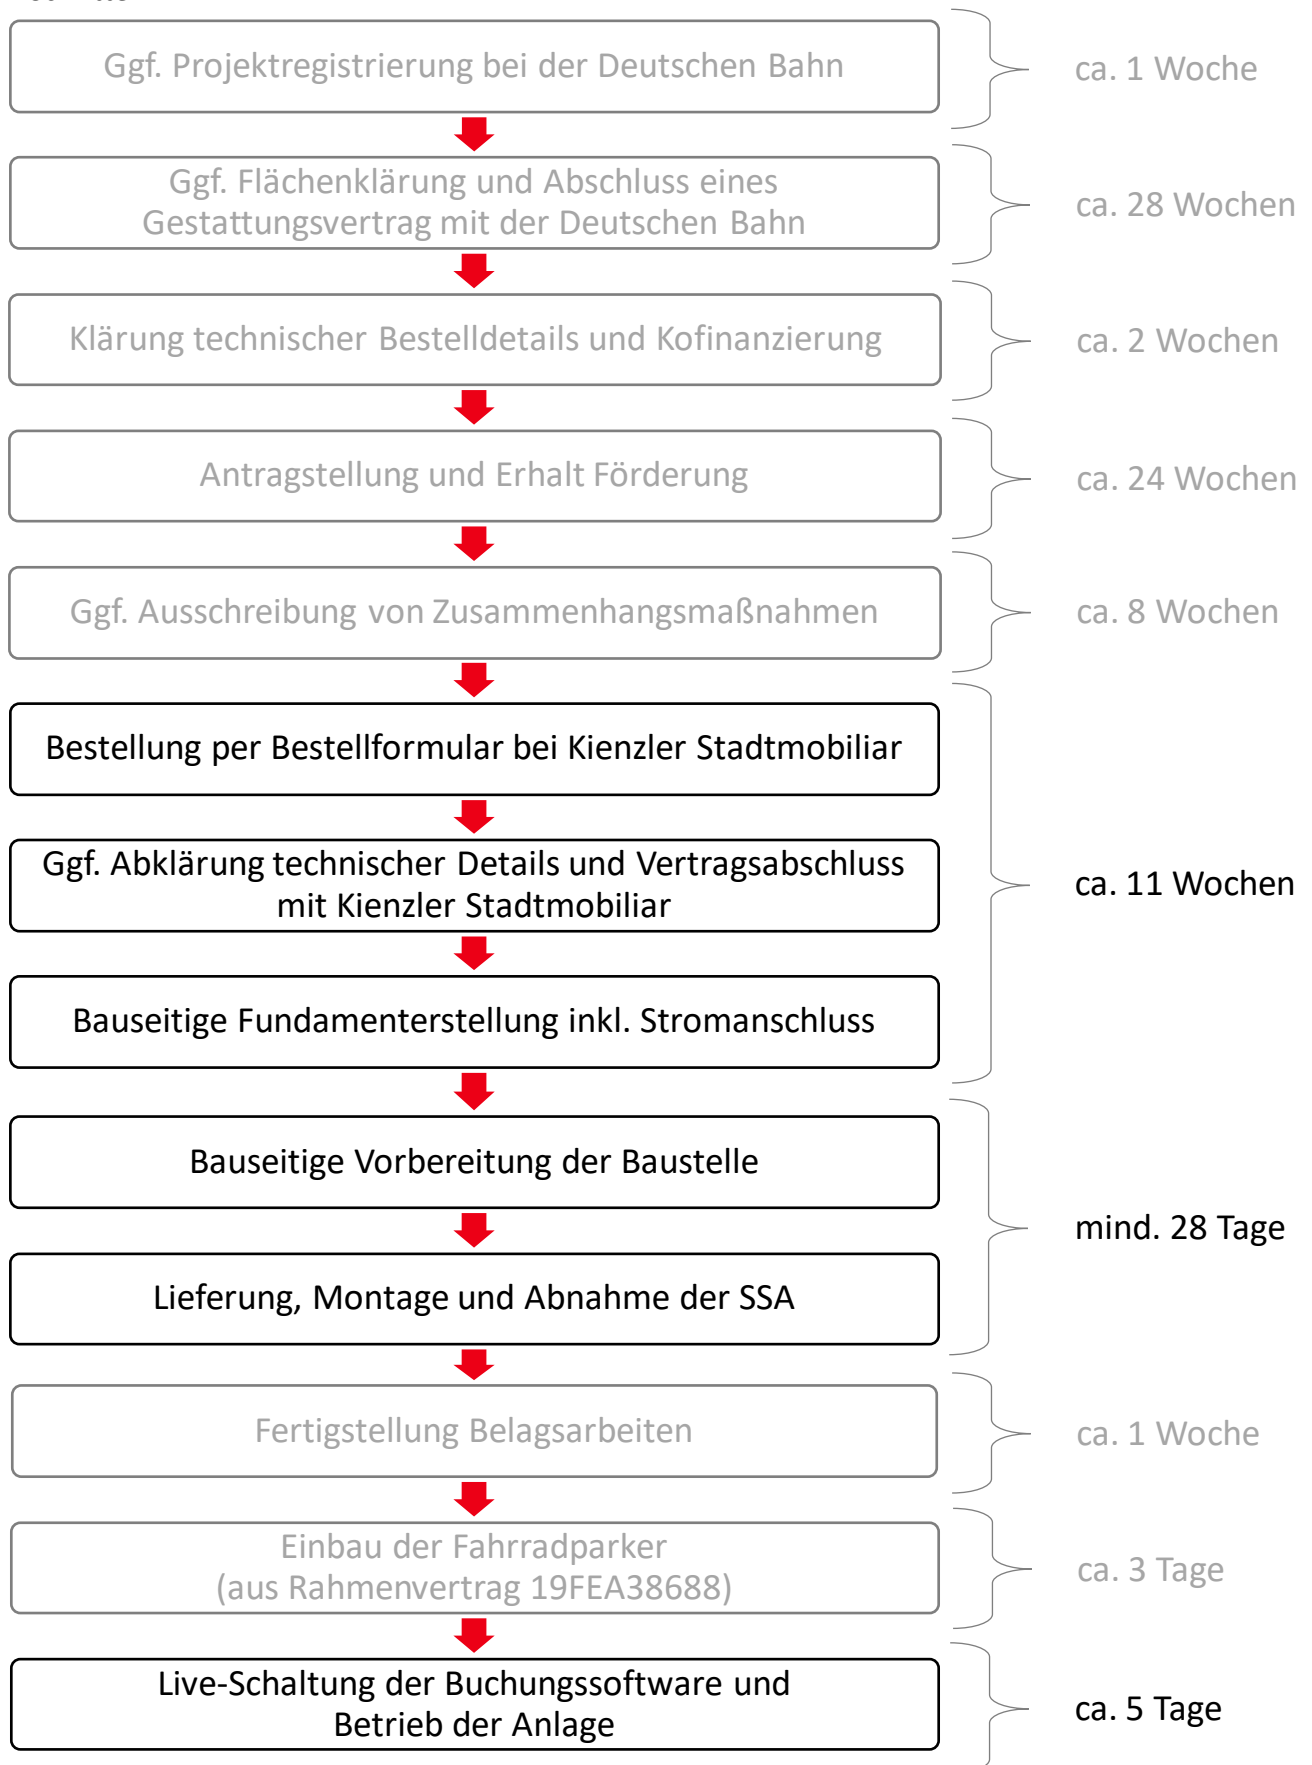 Ggf. Projektregistrierung bei der Deutschen Bahn
ca. 1 Woche
Ggf. Flächenklärung und Abschluss eines
Gestattungsvertrag mit der Deutschen Bahn
ca. 28 Wochen
Klärung technischer Bestelldetails und Kofinanzierung
ca. 2 Wochen
Antragstellung und Erhalt Förderung
ca. 24 Wochen
Ggf. Ausschreibung von Zusammenhangsmaßnahmen
ca. 8 Wochen
Bestellung per Bestellformular bei Kienzler Stadtmobiliar
Ggf. Abklärung technischer Details und Vertragsabschluss
mit Kienzler Stadtmobiliar
ca. 11 Wochen
Bauseitige Fundamenterstellung inkl. Stromanschluss
Bauseitige Vorbereitung der Baustelle
mind. 28 Tage
Lieferung, Montage und Abnahme der SSA
Fertigstellung Belagsarbeiten
ca. 1 Woche
Einbau der Fahrradparker
(aus Rahmenvertrag 19FEA38688)
ca. 3 Tage
Live-Schaltung der Buchungssoftware und
Betrieb der Anlage
ca. 5 Tage